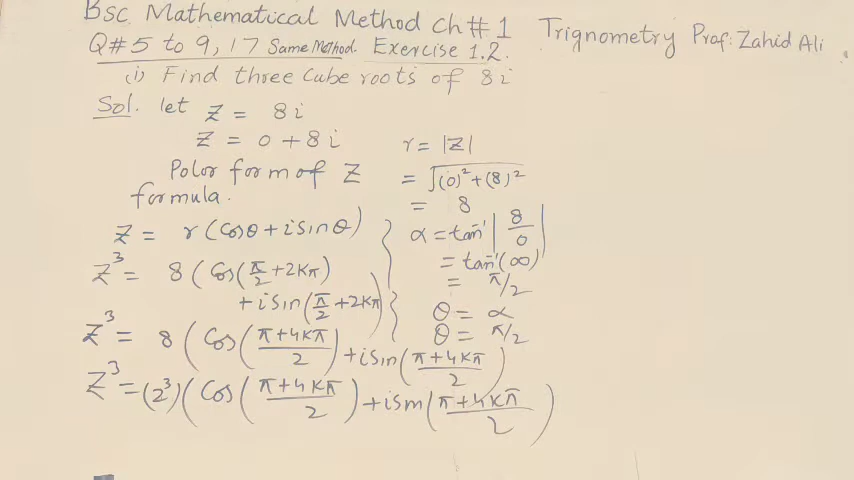 Bsc Mathematical Method Ch # 1 Trignometry Prof: Zahid Ali
Q # 5 to 9, 17 Same Method. Exercise 1.2.
(i) Find three Cube roots of 8i
Sol. let Z = 8i
Z = 0 + 8i
r = |Z|
Polor form of Z
= √(0)² + (8)²
formula.
= 8
Z = r (Cosθ + i sinθ)
α = tan⁻¹ |8/0|
= tan⁻¹(∞)
Z³ = 8 (Cos(π/2 + 2Kπ)
= π/2
+ i Sin(π/2 + 2Kπ)
θ = α
θ = π/2
Z³ = 8 (Cos((π + 4Kπ)/2) + i sin((π + 4Kπ)/2)
Z³ = (2³)(Cos((π + 4Kπ)/2) + i sm((π + 4Kπ)/2)